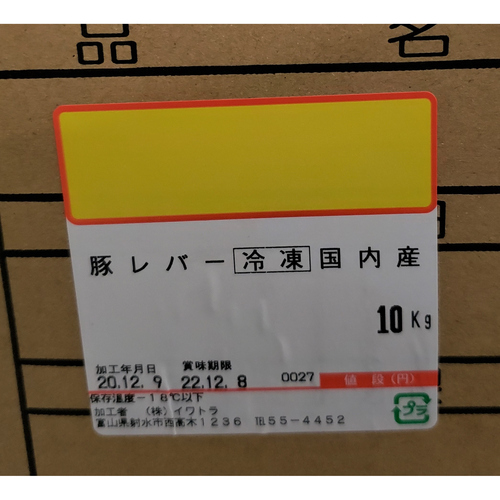 品 名
豚レバー 冷凍 国内産
10Kg
加工年月日 賞味期限
20.12.9 22.12.8 0027 値段(円)
保存温度-18℃以下
加工者 (株)イワトラ
富山県射水市西高木1236 TEL55-4452
プラ